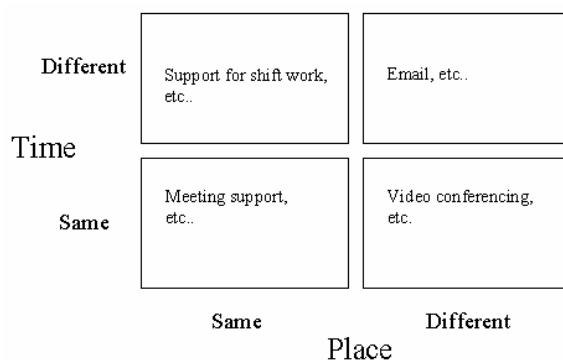 Different
Support for shift work,
etc..
Email, etc..
Time
Same
Meeting support,
etc..
Video conferencing,
etc.
Same
Different
Place